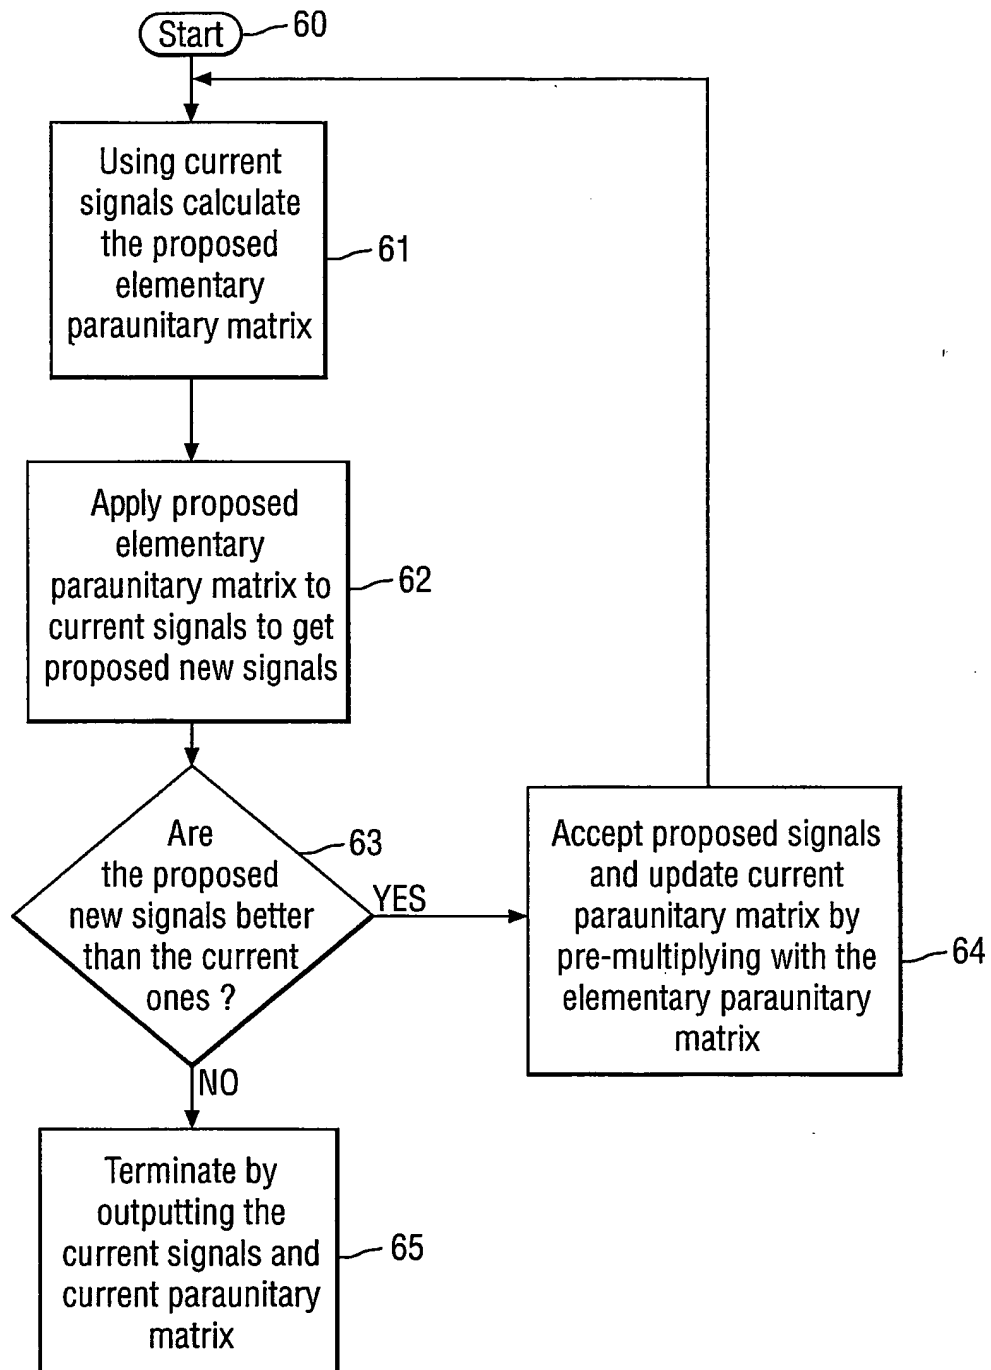 Start
60
Using current
signals calculate
the proposed
elementary
paraunitary matrix
61
Apply proposed
elementary
paraunitary matrix to
current signals to get
proposed new signals
62
Are
the proposed
new signals better
than the current
ones ?
63
YES
Accept proposed signals
and update current
paraunitary matrix by
pre-multiplying with the
elementary paraunitary
matrix
64
NO
Terminate by
outputting the
current signals and
current paraunitary
matrix
65